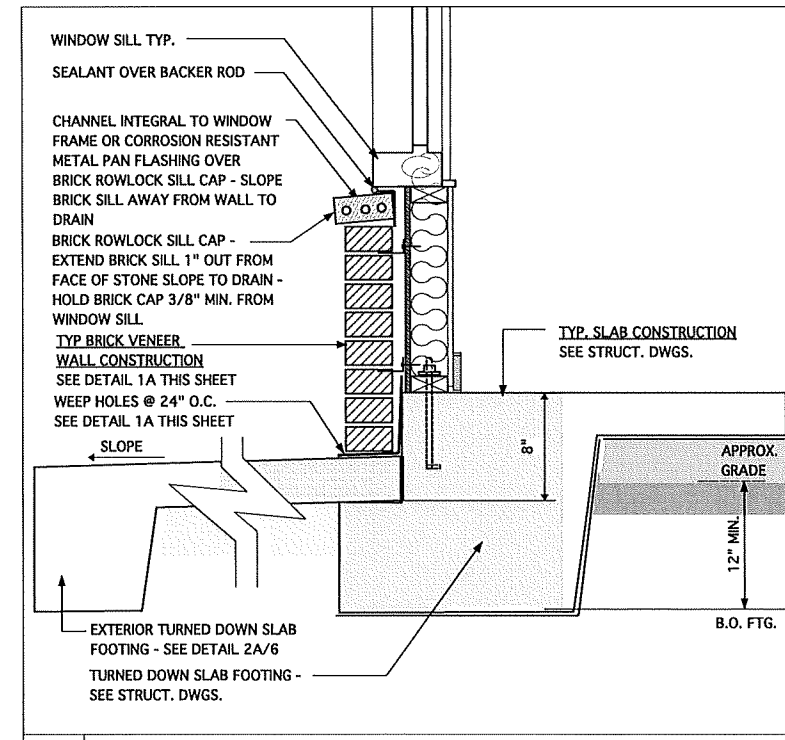 WINDOW SILL TYP.
SEALANT OVER BACKER ROD
CHANNEL INTEGRAL TO WINDOW
FRAME OR CORROSION RESISTANT
METAL PAN FLASHING OVER
BRICK ROWLOCK SILL CAP - SLOPE
BRICK SILL AWAY FROM WALL TO
DRAIN
BRICK ROWLOCK SILL CAP -
EXTEND BRICK SILL 1" OUT FROM
FACE OF STONE SLOPE TO DRAIN -
HOLD BRICK CAP 3/8" MIN. FROM
WINDOW SILL
TYP BRICK VENEER
WALL CONSTRUCTION
SEE DETAIL 1A THIS SHEET
WEEP HOLES @ 24" O.C.
SEE DETAIL 1A THIS SHEET
SLOPE
TYP. SLAB CONSTRUCTION
SEE STRUCT. DWGS.
8"
APPROX.
GRADE
12" MIN.
B.O. FTG.
EXTERIOR TURNED DOWN SLAB
FOOTING - SEE DETAIL 2A/6
TURNED DOWN SLAB FOOTING -
SEE STRUCT. DWGS.